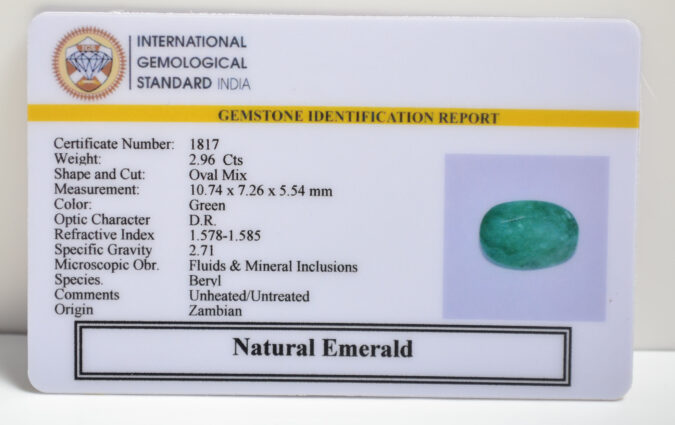 IGS
INTERNATIONAL
GEMOLOGICAL
STANDARD INDIA
GEMSTONE IDENTIFICATION REPORT
Certificate Number: 1817
Weight: 2.96 Cts
Shape and Cut: Oval Mix
Measurement: 10.74 x 7.26 x 5.54 mm
Color: Green
Optic Character D.R.
Refractive Index 1.578-1.585
Specific Gravity 2.71
Microscopic Obr. Fluids & Mineral Inclusions
Species. Beryl
Comments Unheated/Untreated
Origin Zambian
Natural Emerald